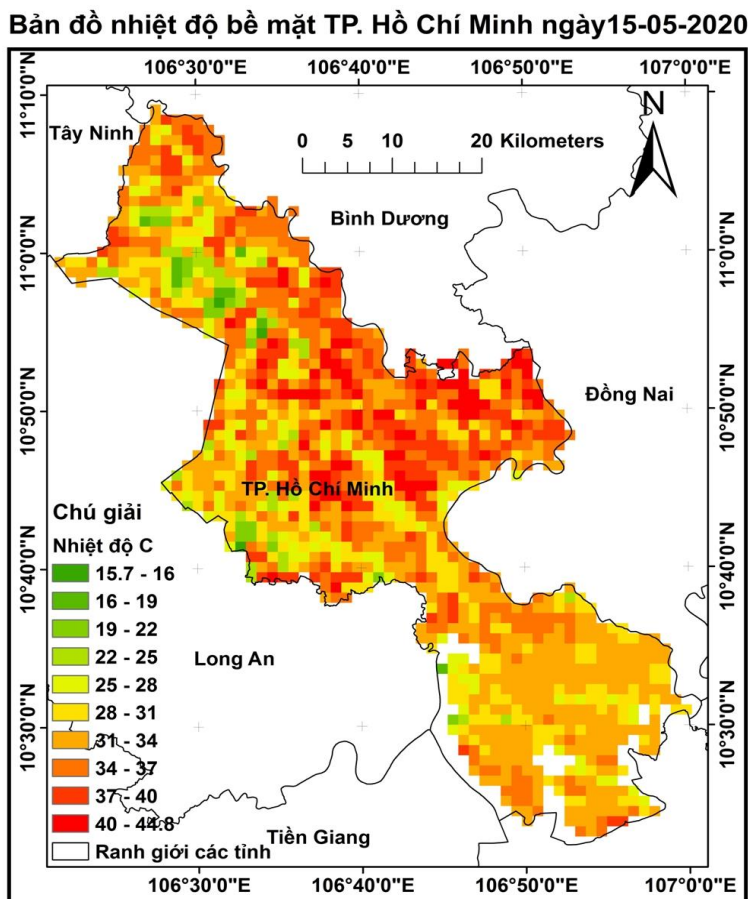 Bản đồ nhiệt độ bề mặt TP. Hồ Chí Minh ngày15-05-2020
106°30'0"E 106°40'0"E 106°50'0"E 107°0'0"E
11°10'0"N
Tây Ninh
0 5 10 20 Kilometers
N
Bình Dương
11°0'0"N 11°0'0"N
Đồng Nai
10°50'0"N 10°50'0"N
TP. Hồ Chí Minh
Chú giải
Nhiệt độ C
10°40'0"N 10°40'0"N
15.7 - 16
16 - 19
19 - 22
22 - 25
Long An
25 - 28
28 - 31
10°30'0"N 10°30'0"N
31 - 34
34 - 37
37 - 40
40 - 44.8
Tiền Giang
Ranh giới các tỉnh
106°30'0"E 106°40'0"E 106°50'0"E 107°0'0"E